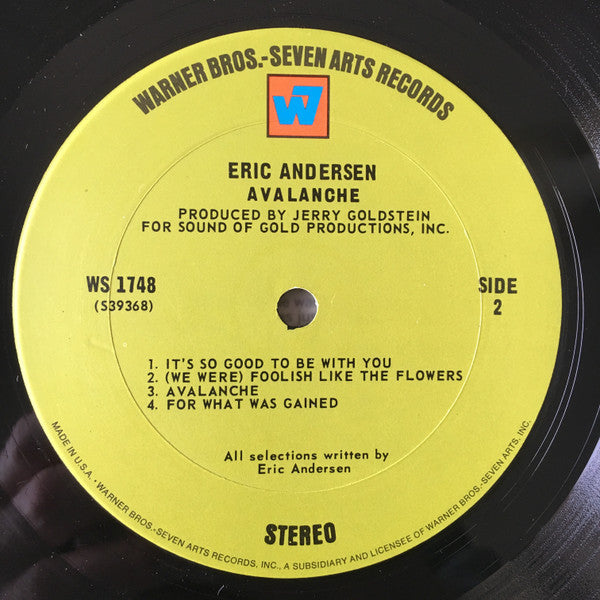 WARNER BROS.-SEVEN ARTS RECORDS
W7
ERIC ANDERSEN
AVALANCHE
PRODUCED BY JERRY GOLDSTEIN
FOR SOUND OF GOLD PRODUCTIONS, INC.
WS 1748
(S39368)
SIDE
2
1. IT'S SO GOOD TO BE WITH YOU
2. (WE WERE) FOOLISH LIKE THE FLOWERS
3. AVALANCHE
4. FOR WHAT WAS GAINED
All selections written by
Eric Andersen
STEREO
MADE IN U.S.A. • WARNER BROS.-SEVEN ARTS RECORDS, INC., A SUBSIDIARY AND LICENSEE OF WARNER BROS.-SEVEN ARTS, INC.